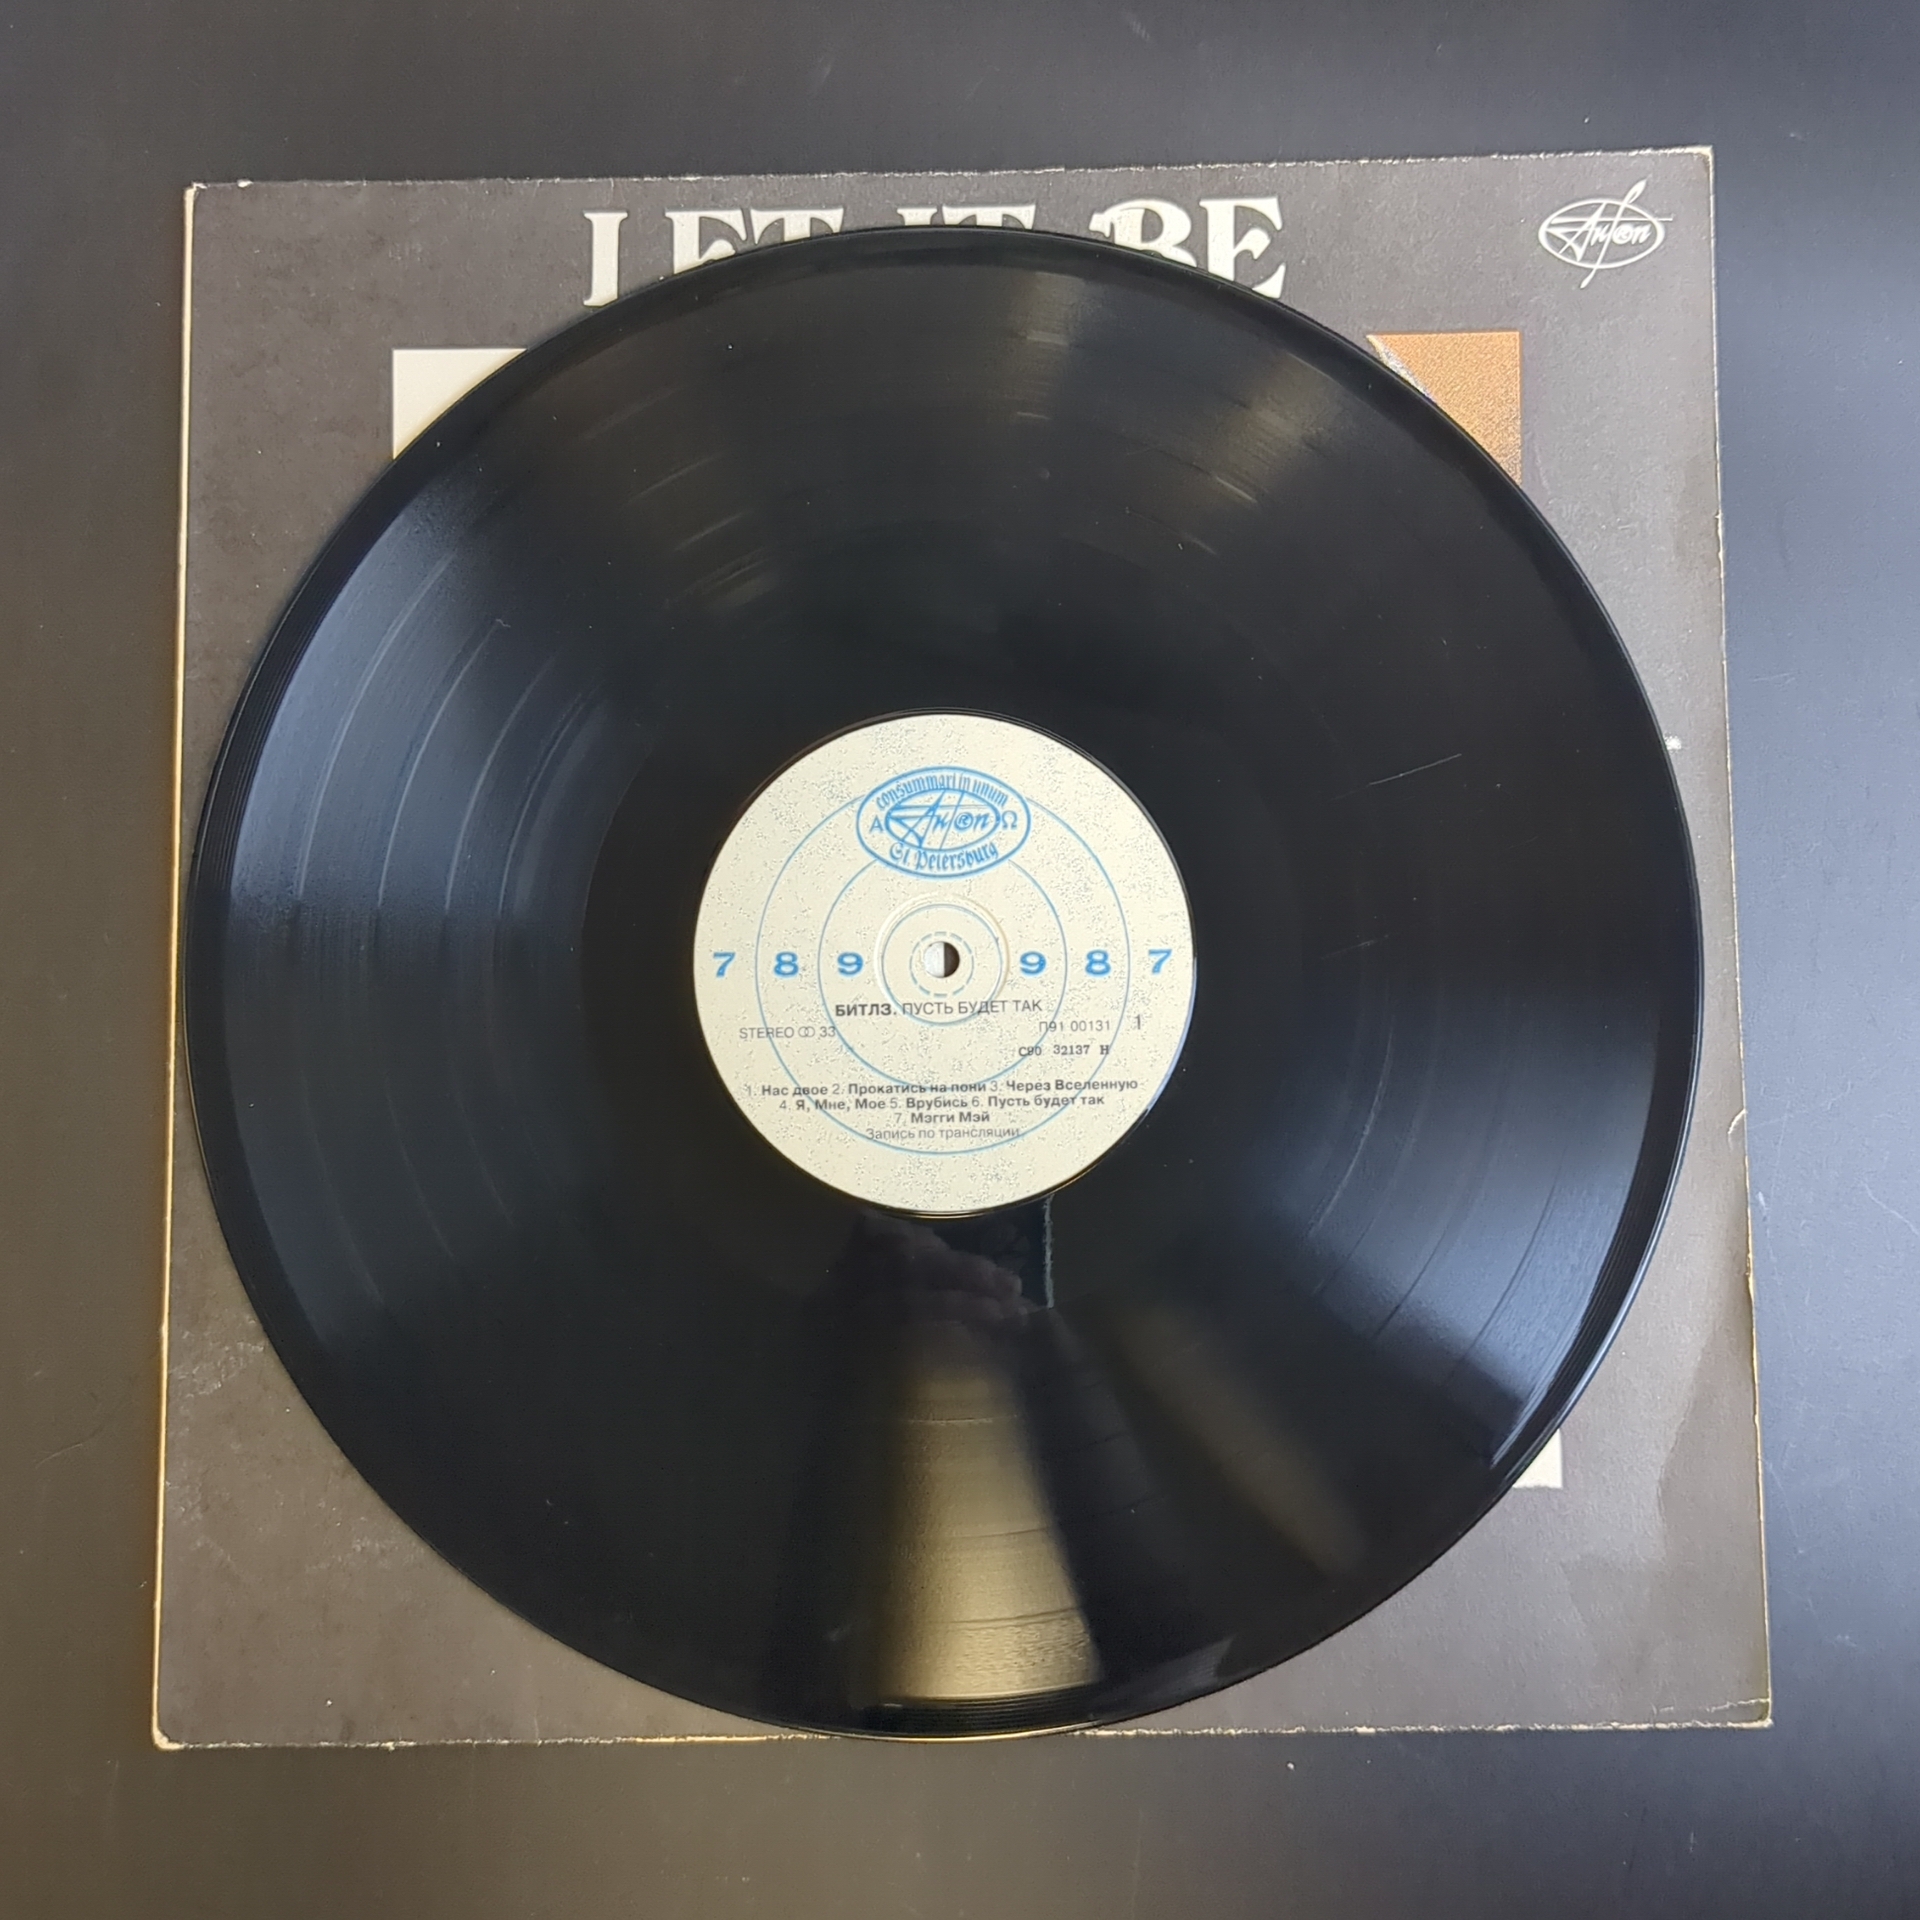 LET IT BE
AnTrop
consummari in unum
А AnTrop Ω
St. Petersburg
7 8 9 9 8 7
БИТЛЗ. ПУСТЬ БУДЕТ ТАК
STEREO 33 П91 00131 1
С90 32137 Н
1. Нас двое 2. Прокатись на пони 3. Через Вселенную
4. Я, Мне, Мое 5. Врубись 6. Пусть будет так
7. Мэгги Мэй
Запись по трансляции